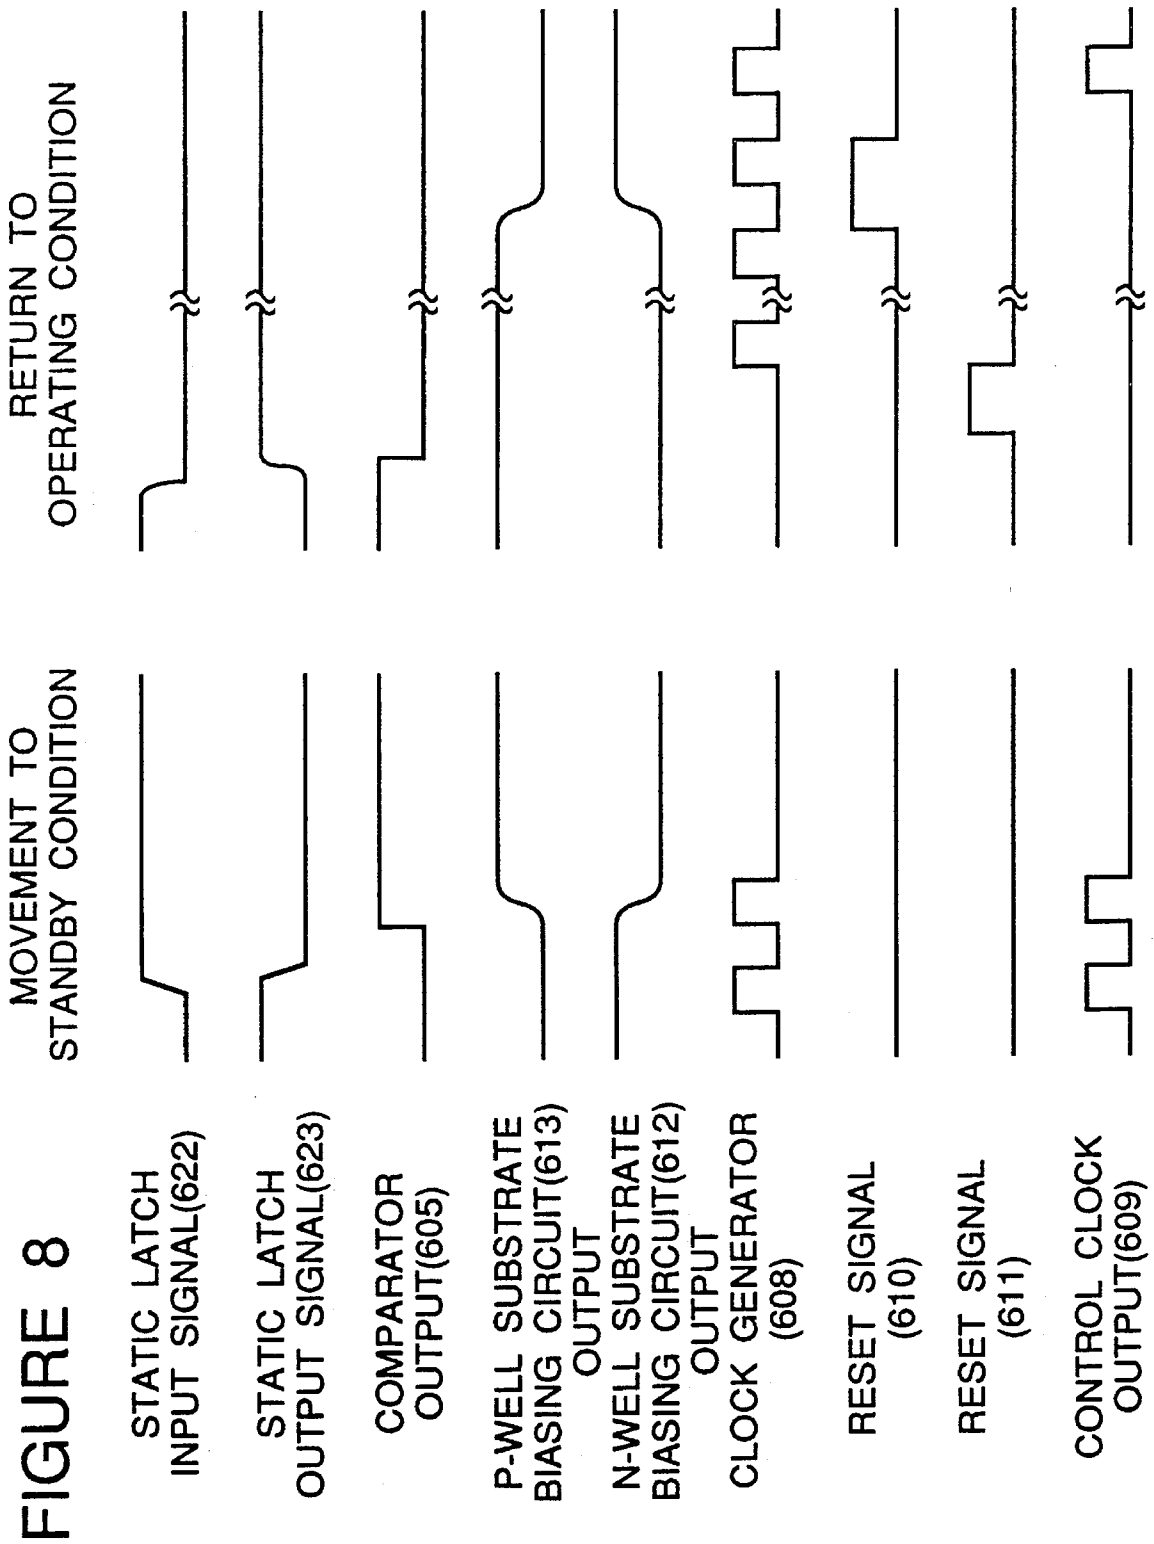 FIGURE 8
MOVEMENT TO
STANDBY CONDITION
RETURN TO
OPERATING CONDITION
STATIC LATCH
INPUT SIGNAL(622)
STATIC LATCH
OUTPUT SIGNAL(623)
COMPARATOR
OUTPUT(605)
P-WELL SUBSTRATE
BIASING CIRCUIT(613)
OUTPUT
N-WELL SUBSTRATE
BIASING CIRCUIT(612)
OUTPUT
CLOCK GENERATOR
(608)
RESET SIGNAL
(610)
RESET SIGNAL
(611)
CONTROL CLOCK
OUTPUT(609)